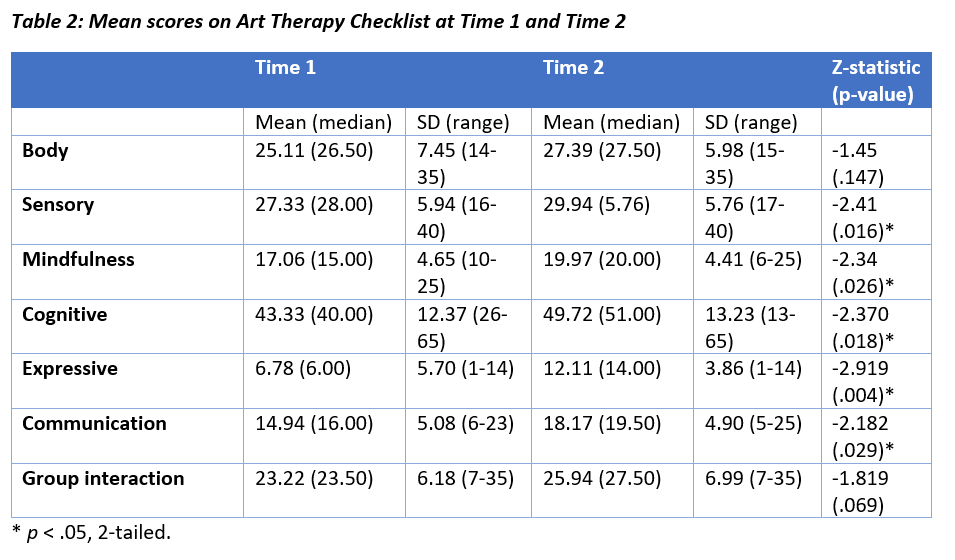 Table 2: Mean scores on Art Therapy Checklist at Time 1 and Time 2
Time 1 Time 2 Z-statistic
(p-value)
Mean (median) SD (range) Mean (median) SD (range)
Body 25.11 (26.50) 7.45 (14- 27.39 (27.50) 5.98 (15- -1.45
35) 35) (.147)
Sensory 27.33 (28.00) 5.94 (16- 29.94 (5.76) 5.76 (17- -2.41
40) 40) (.016)*
Mindfulness 17.06 (15.00) 4.65 (10- 19.97 (20.00) 4.41 (6-25) -2.34
25) (.026)*
Cognitive 43.33 (40.00) 12.37 (26- 49.72 (51.00) 13.23 (13- -2.370
65) 65) (.018)*
Expressive 6.78 (6.00) 5.70 (1-14) 12.11 (14.00) 3.86 (1-14) -2.919
(.004)*
Communication 14.94 (16.00) 5.08 (6-23) 18.17 (19.50) 4.90 (5-25) -2.182
(.029)*
Group interaction 23.22 (23.50) 6.18 (7-35) 25.94 (27.50) 6.99 (7-35) -1.819
(.069)
* p < .05, 2-tailed.